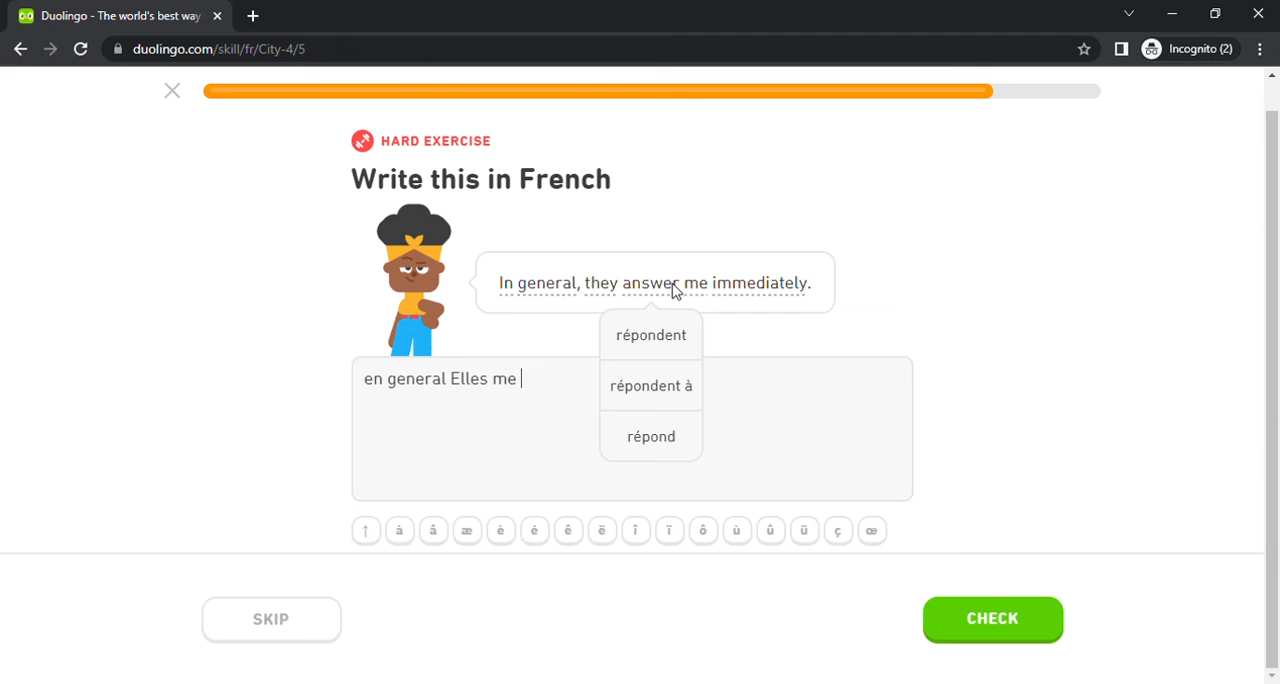 Duolingo - The world's best way
duolingo.com/skill/fr/City-4/5
Incognito (2)
HARD EXERCISE
Write this in French
In general, they answer me immediately.
répondent
répondent à
répond
en general Elles me
↑ à â æ è é ê ë î ï ô ù û ü ç œ
SKIP
CHECK